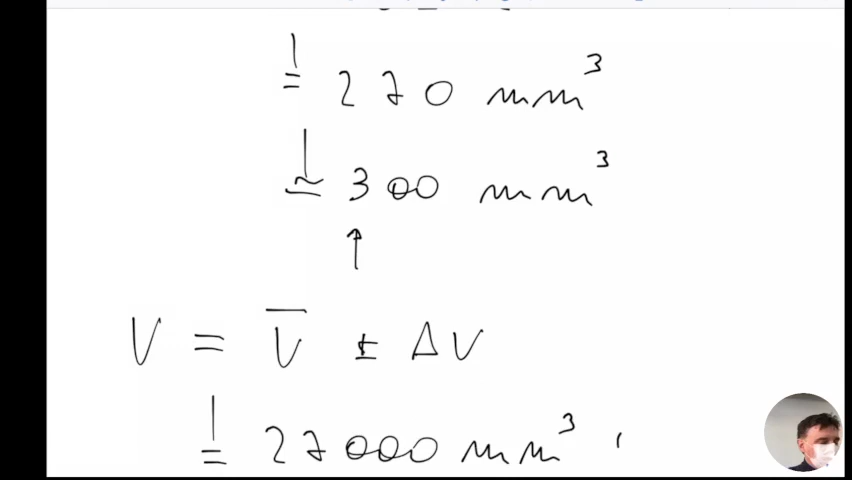 = 270 mm³
≃ 300 mm³
↑
V = V̅ ± ΔV
= 27000 mm³